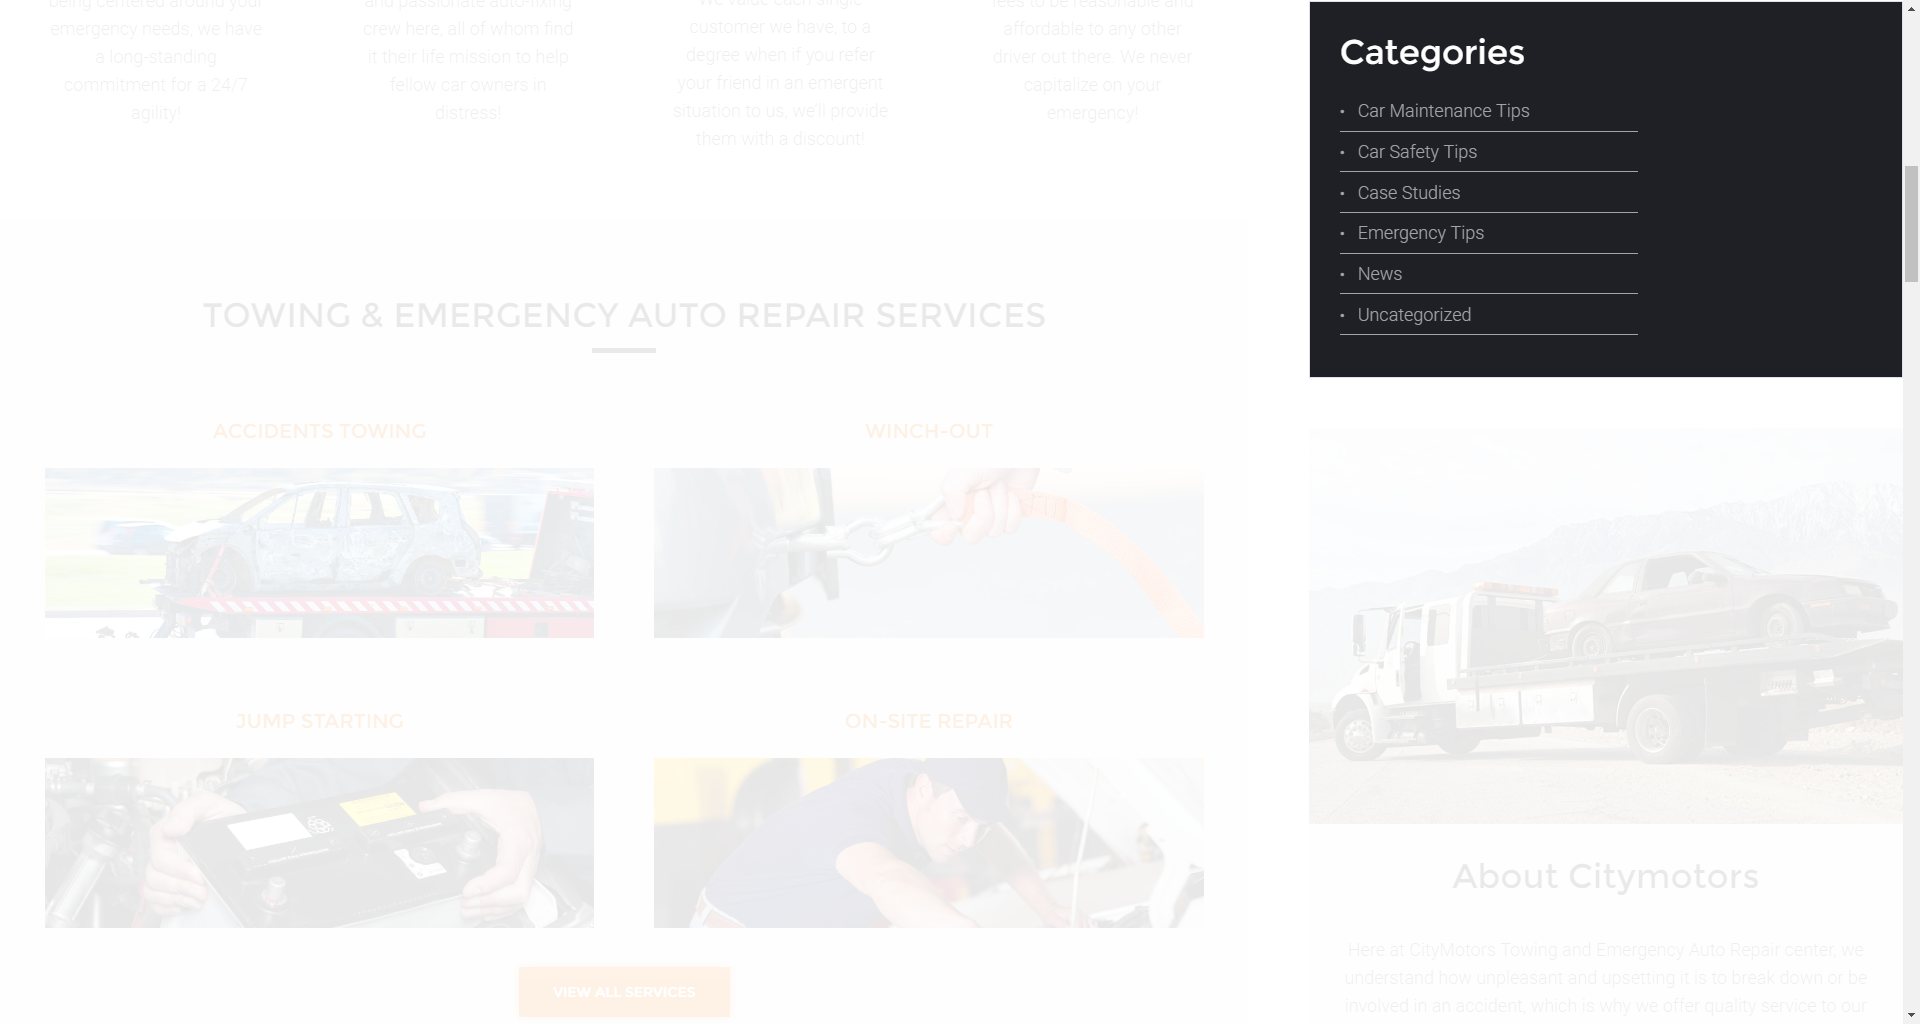 being centered around your
emergency needs, we have
a long-standing
commitment for a 24/7
agility!
and passionate auto-fixing
crew here, all of whom find
it their life mission to help
fellow car owners in
distress!
We value each single
customer we have, to a
degree when if you refer
your friend in an emergent
situation to us, we'll provide
them with a discount!
fees to be reasonable and
affordable to any other
driver out there. We never
capitalize on your
emergency!
TOWING & EMERGENCY AUTO REPAIR SERVICES
ACCIDENTS TOWING
WINCH-OUT
JUMP STARTING
ON-SITE REPAIR
VIEW ALL SERVICES
Categories
Car Maintenance Tips
Car Safety Tips
Case Studies
Emergency Tips
News
Uncategorized
About Citymotors
Here at CityMotors Towing and Emergency Auto Repair center, we
understand how unpleasant and upsetting it is to break down or be
involved in an accident, which is why we offer quality service to our